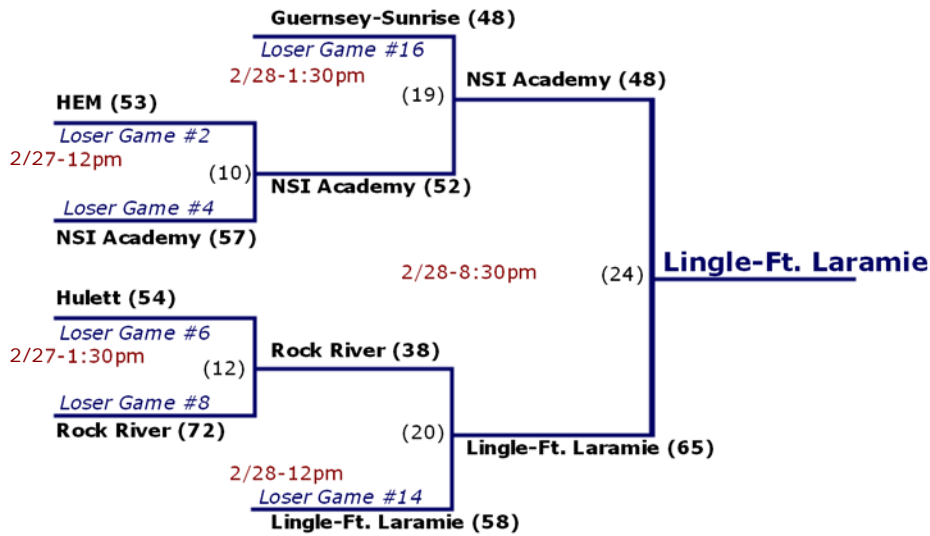 Guernsey-Sunrise (48)
Loser Game #16
2/28-1:30pm
(19)
NSI Academy (48)
HEM (53)
Loser Game #2
2/27-12pm
(10)
NSI Academy (52)
Loser Game #4
NSI Academy (57)
2/28-8:30pm
(24)
Lingle-Ft. Laramie
Hulett (54)
Loser Game #6
2/27-1:30pm
(12)
Rock River (38)
Loser Game #8
Rock River (72)
(20)
Lingle-Ft. Laramie (65)
2/28-12pm
Loser Game #14
Lingle-Ft. Laramie (58)